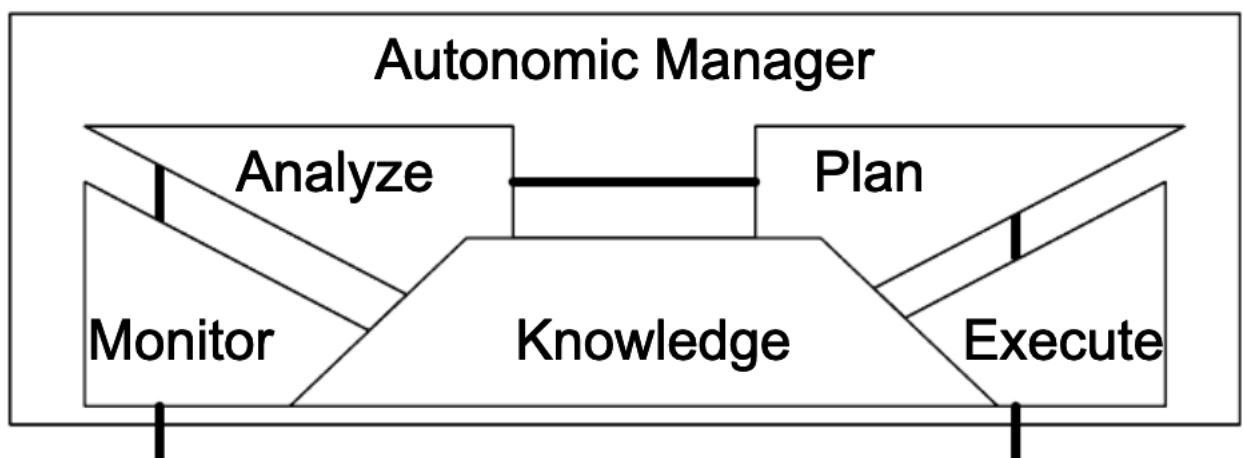 Autonomic Manager
Analyze
Plan
Monitor
Knowledge
Execute